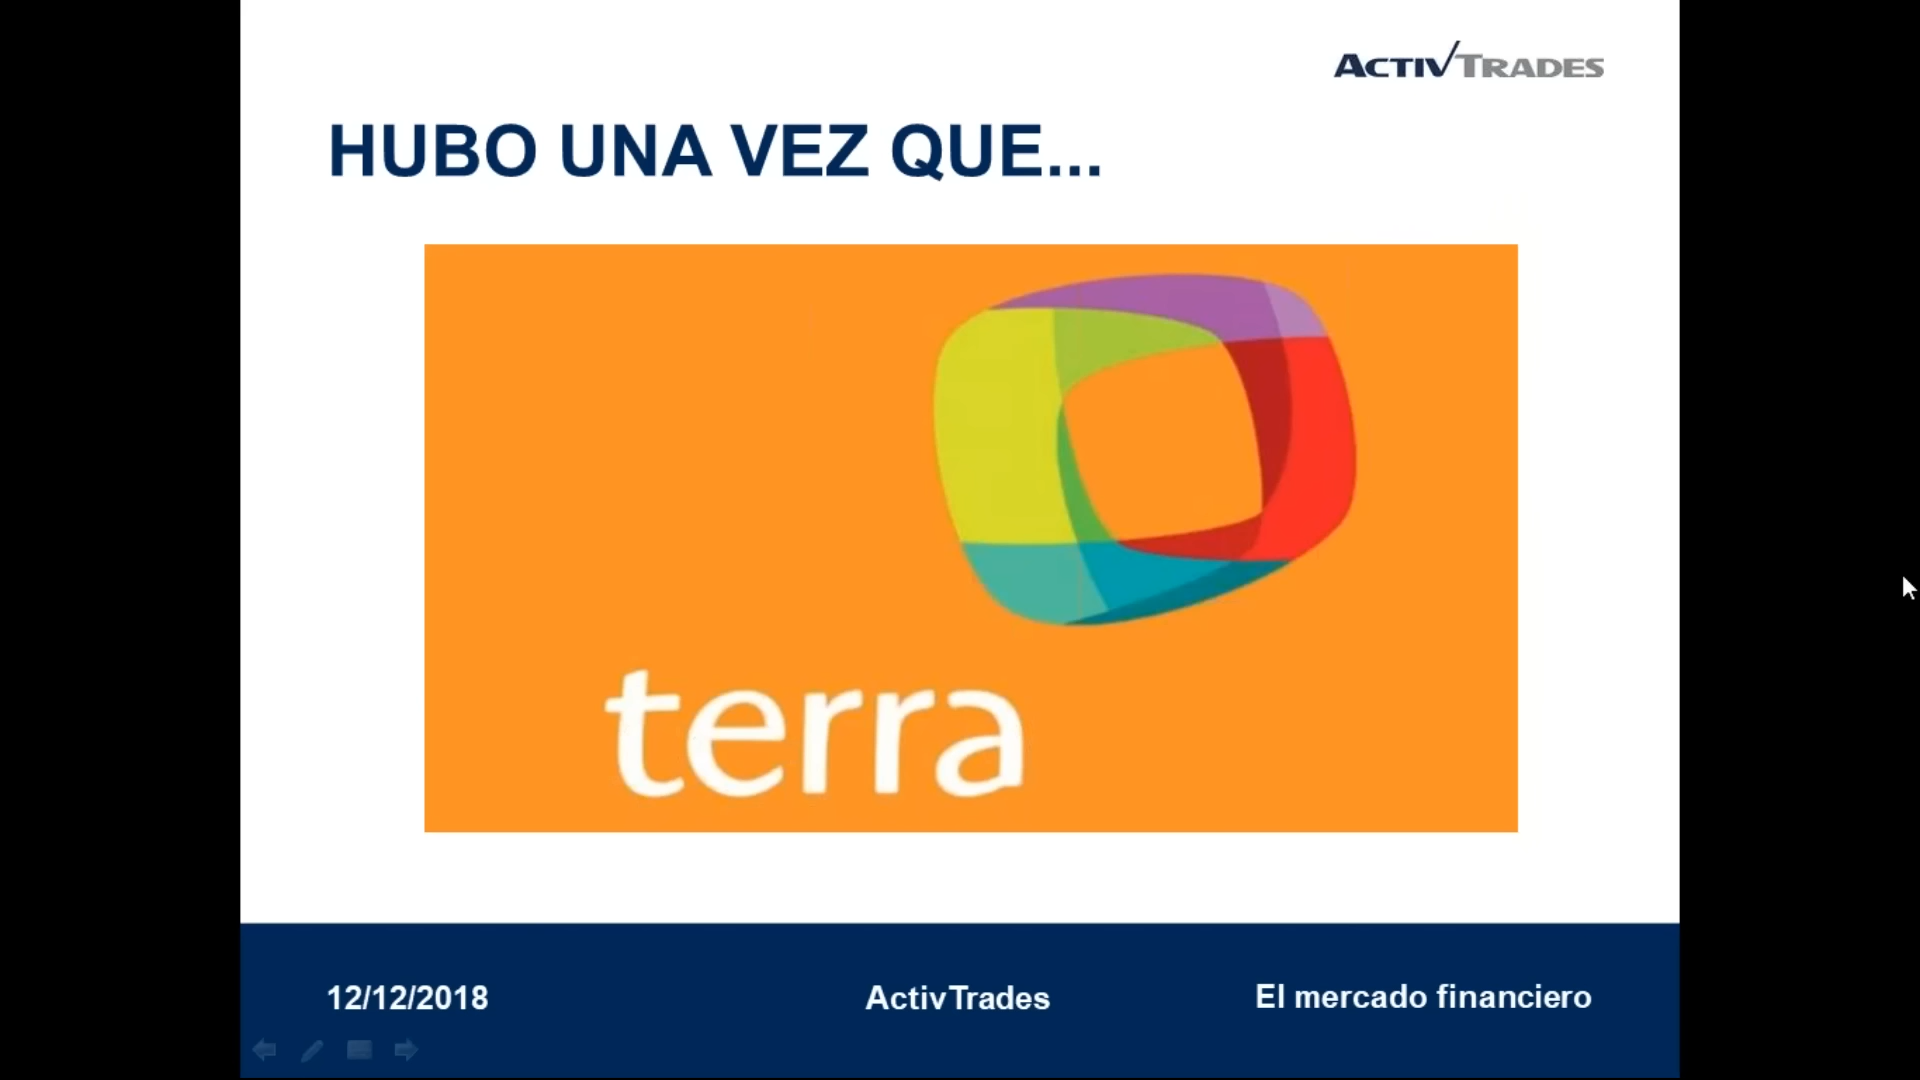 ACTIVTRADES
HUBO UNA VEZ QUE...
terra
12/12/2018
ActivTrades
El mercado financiero